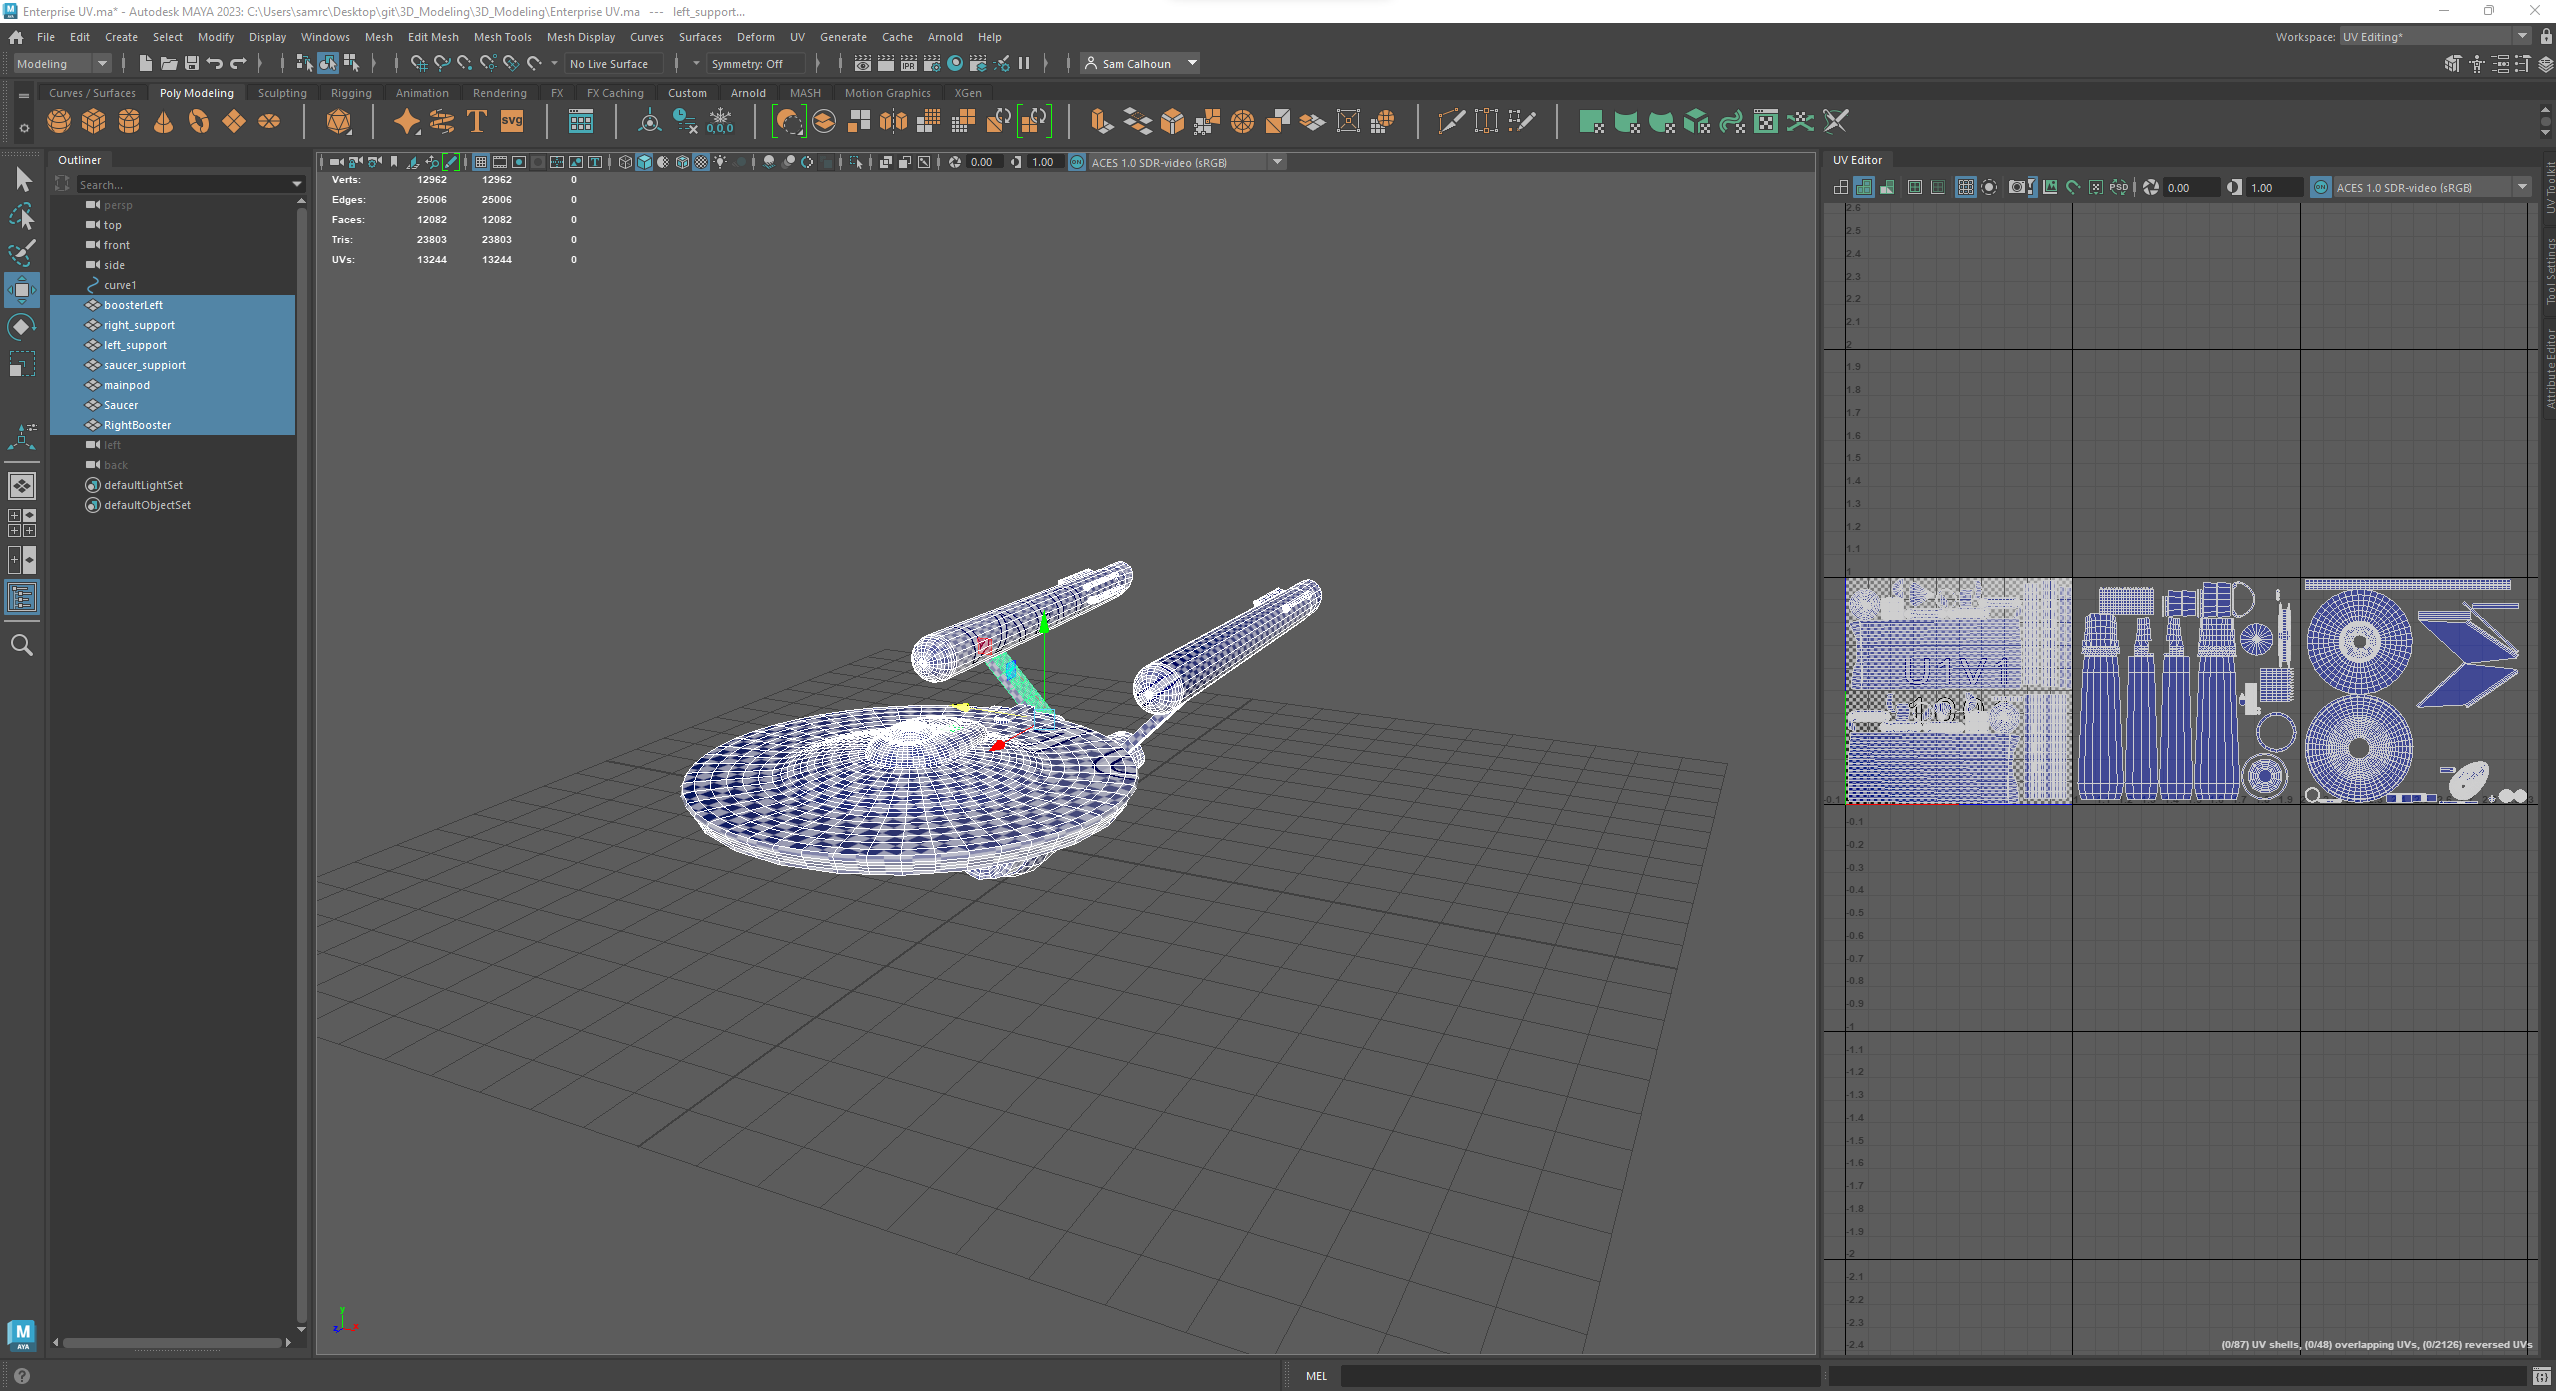 Enterprise UV.ma* - Autodesk MAYA 2023: C:\Users\samrc\Desktop\git\3D_Modeling\3D_Modeling\Enterprise UV.ma --- left_support...
File Edit Create Select Modify Display Windows Mesh Edit Mesh Mesh Tools Mesh Display Curves Surfaces Deform UV Generate Cache Arnold Help
Workspace: UV Editing*
Modeling
No Live Surface
Symmetry: Off
IPR
Sam Calhoun
Curves / Surfaces Poly Modeling Sculpting Rigging Animation Rendering FX FX Caching Custom Arnold MASH Motion Graphics XGen
T
SVG
0,0,0
Outliner
Search...
persp
top
front
side
curve1
boosterLeft
right_support
left_support
saucer_suppiort
mainpod
Saucer
RightBooster
left
back
defaultLightSet
defaultObjectSet
0.00
1.00
ON
ACES 1.0 SDR-video (sRGB)
Verts: 12962 12962 0
Edges: 25006 25006 0
Faces: 12082 12082 0
Tris: 23803 23803 0
UVs: 13244 13244 0
y
z x
UV Editor
PSD
0.00
1.00
ON
ACES 1.0 SDR-video (sRGB)
2.6
2.5
2.4
2.3
2.2
2.1
2
1.9
1.8
1.7
1.6
1.5
1.4
1.3
1.2
1.1
1
-0.1
-0.1
-0.2
-0.3
-0.4
-0.5
-0.6
-0.7
-0.8
-0.9
-1
-1.1
-1.2
-1.3
-1.4
-1.5
-1.6
-1.7
-1.8
-1.9
-2
-2.1
-2.2
-2.3
-2.4
(0/87) UV shells, (0/48) overlapping UVs, (0/2126) reversed UVs
UV Toolkit
Tool Settings
Attribute Editor
M
AYA
MEL